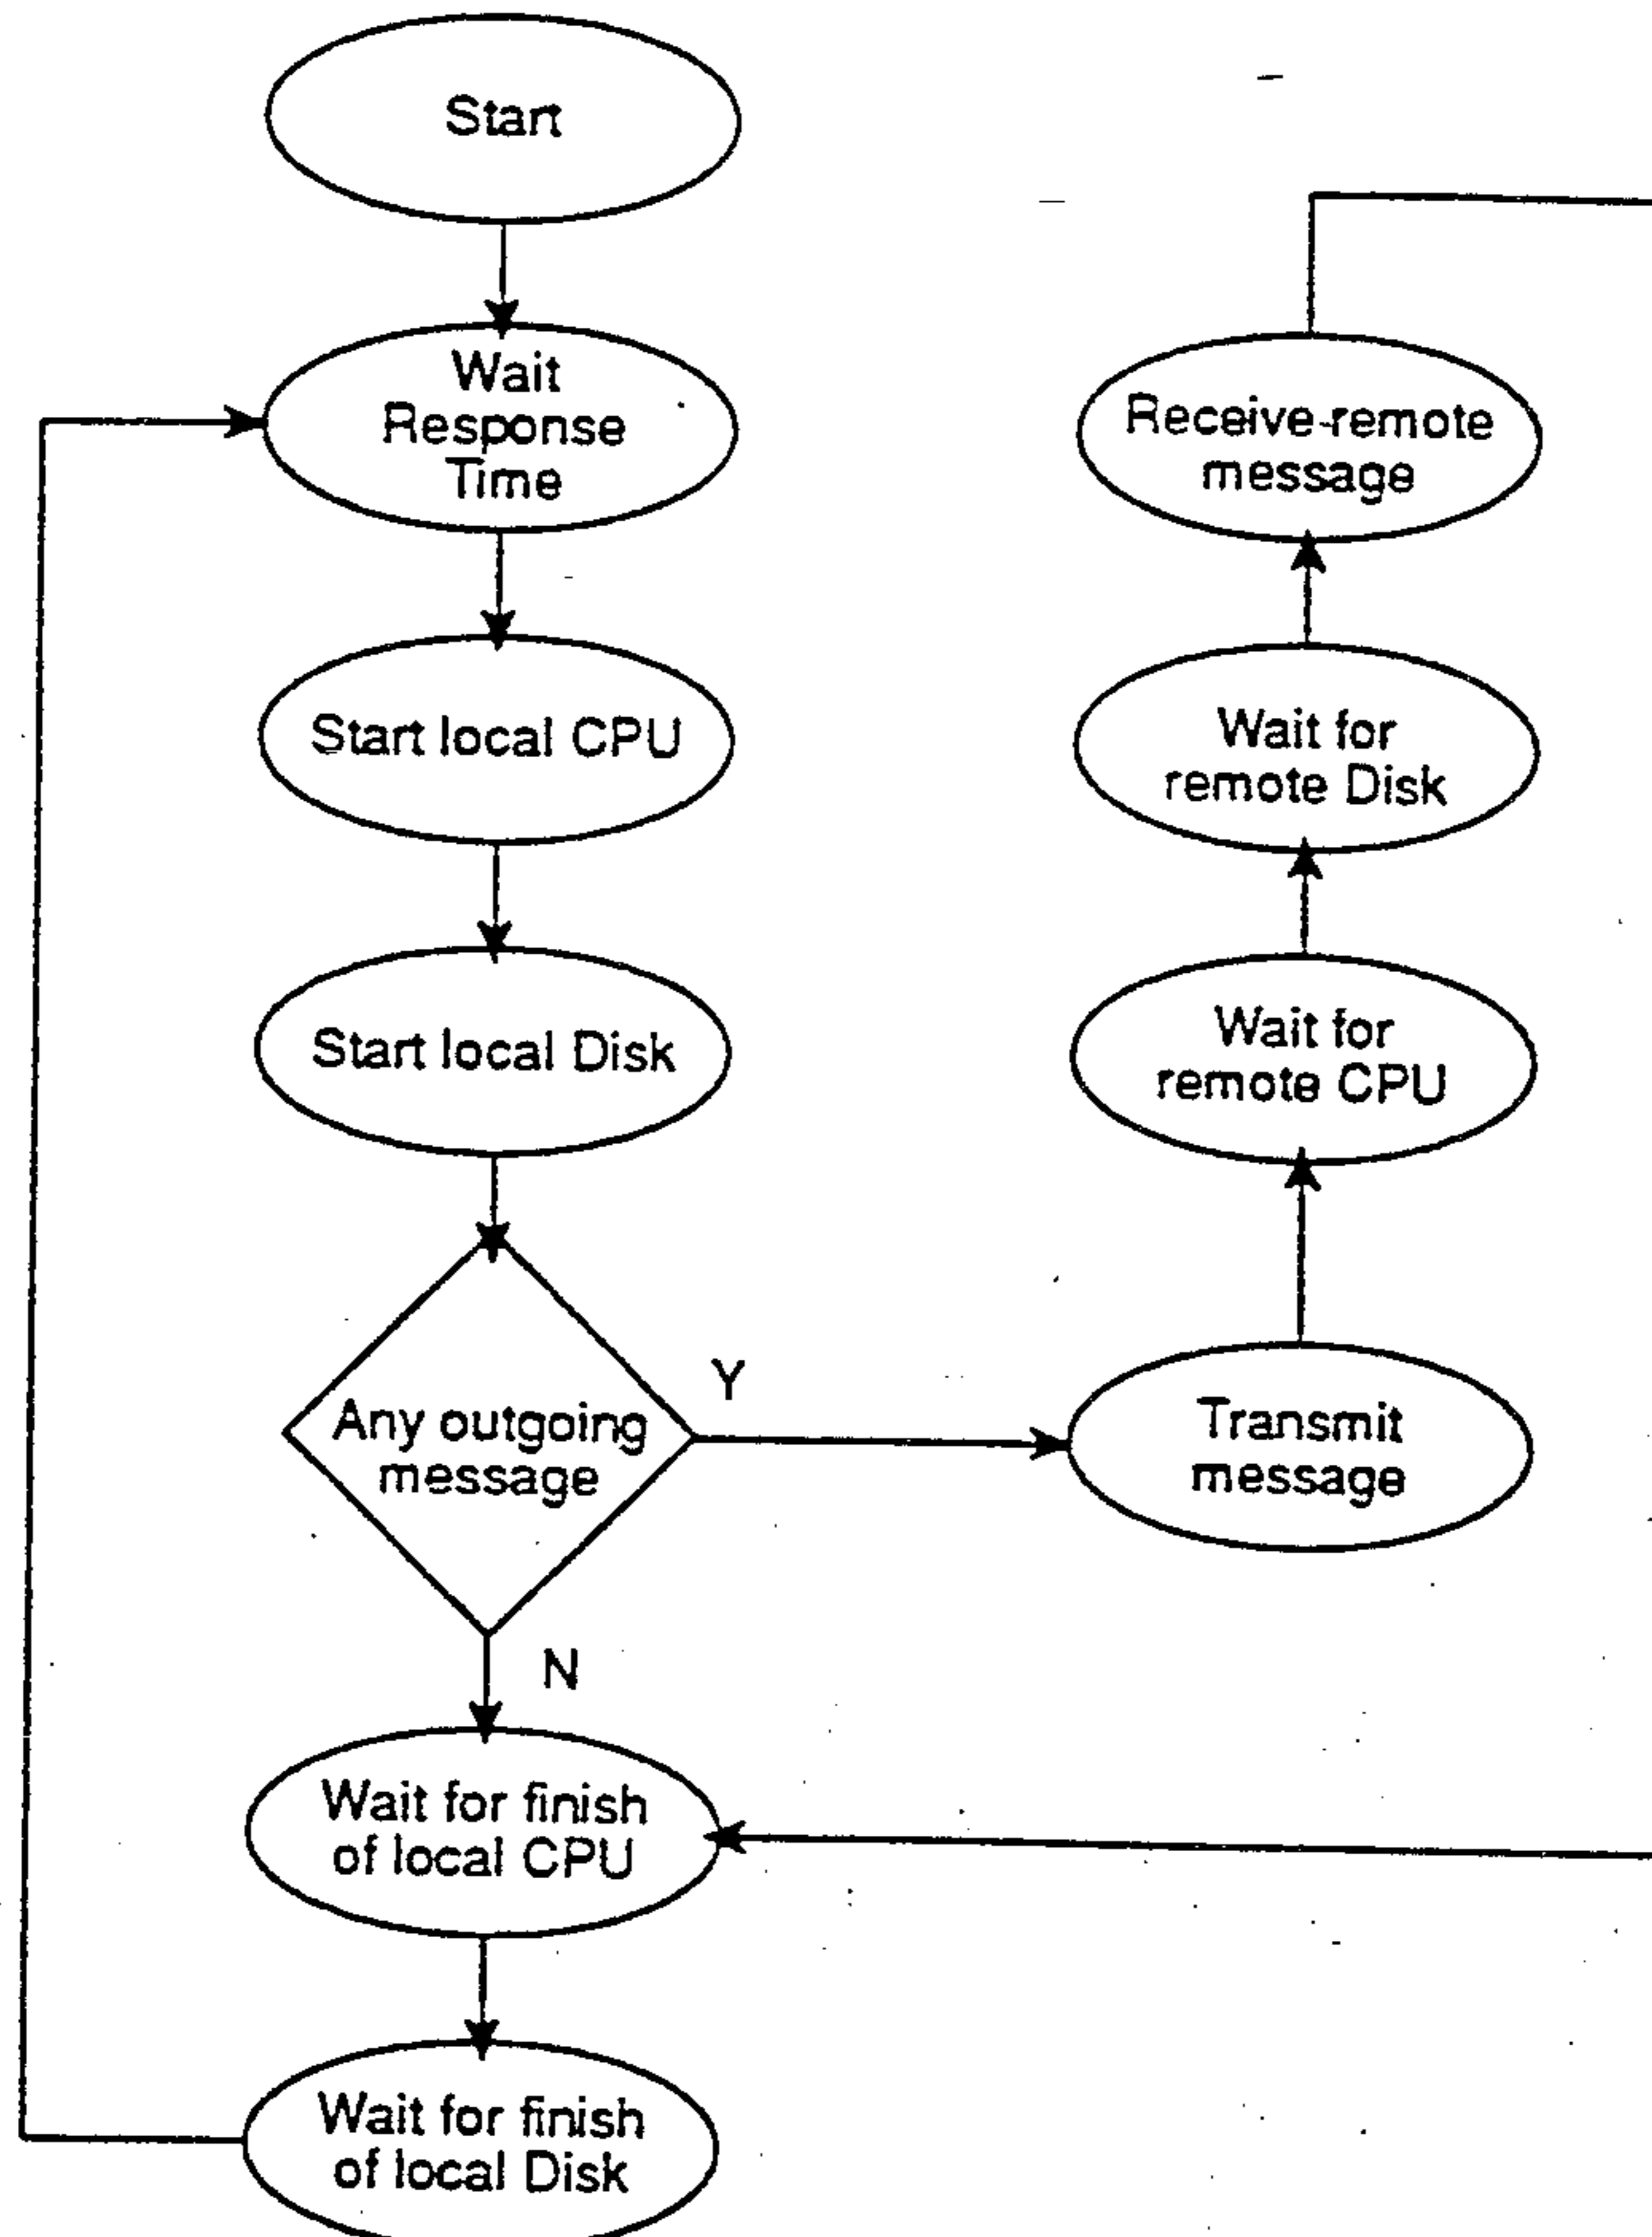 Start
Wait
Response
Time
Start local CPU
Start local Disk
Any outgoing
message
Y
N
Wait for finish
of local CPU
Wait for finish
of local Disk
Transmit
message
Wait for
remote CPU
Wait for
remote Disk
Receive-remote
message